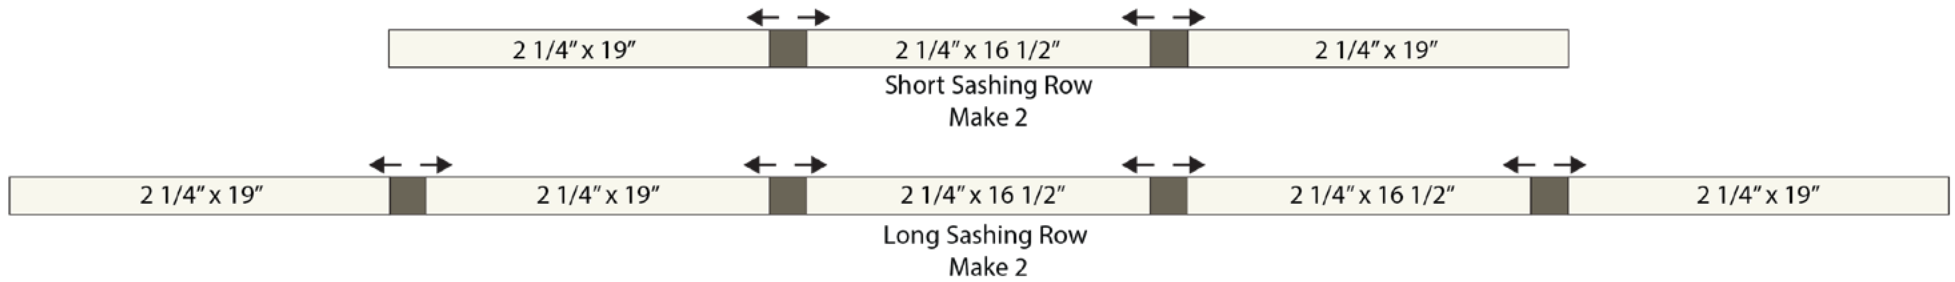 2 1/4” x 19” 2 1/4” x 16 1/2” 2 1/4” x 19”
Short Sashing Row
Make 2
2 1/4” x 19” 2 1/4” x 19” 2 1/4” x 16 1/2” 2 1/4” x 16 1/2” 2 1/4” x 19”
Long Sashing Row
Make 2